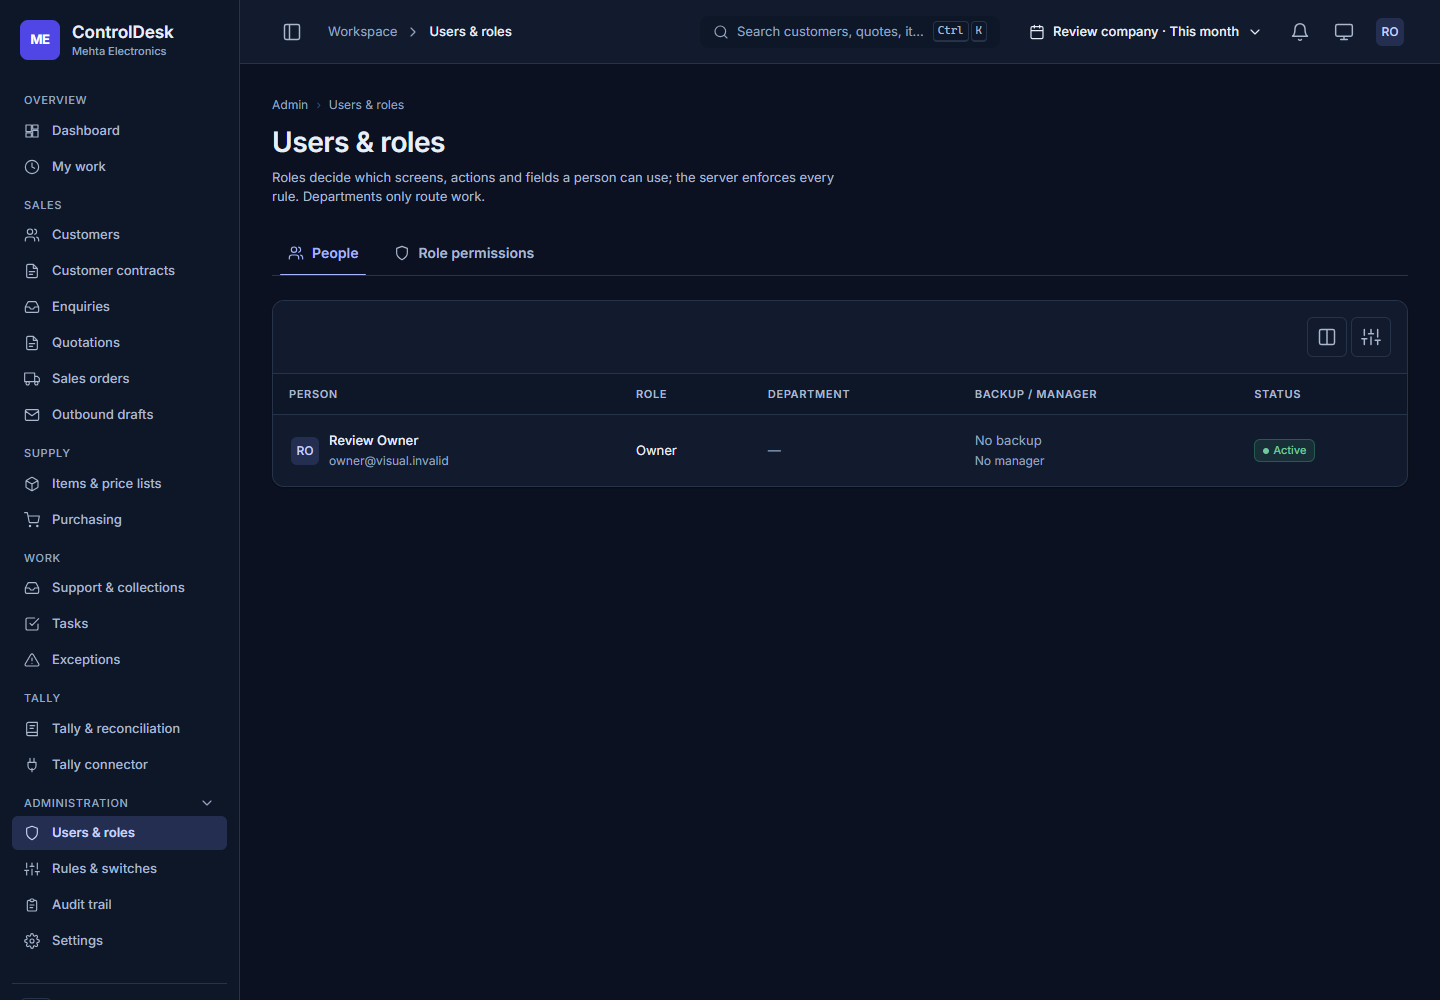 ME
ControlDesk
Mehta Electronics
OVERVIEW
Dashboard
My work
SALES
Customers
Customer contracts
Enquiries
Quotations
Sales orders
Outbound drafts
SUPPLY
Items & price lists
Purchasing
WORK
Support & collections
Tasks
Exceptions
TALLY
Tally & reconciliation
Tally connector
ADMINISTRATION
Users & roles
Rules & switches
Audit trail
Settings
Workspace > Users & roles
Search customers, quotes, it... Ctrl K
Review company · This month
RO
Admin > Users & roles
Users & roles
Roles decide which screens, actions and fields a person can use; the server enforces every
rule. Departments only route work.
People
Role permissions
PERSON ROLE DEPARTMENT BACKUP / MANAGER STATUS
RO
Review Owner
owner@visual.invalid
Owner
—
No backup
No manager
Active